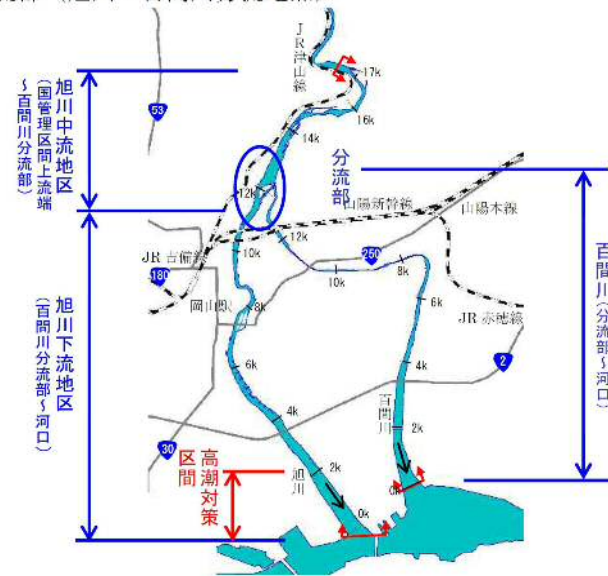 JR津山線
17k
16k
14k
53
旭川中流地区
(国管理区間上流端
~百間川分流部)
分流部
12k
山陽新幹線
山陽本線
12k
10k
JR 吉備線
180
250
10k
8k
岡山駅
8k
6k
6k
JR 赤穂線
百間川(分流部~河口)
2
旭川下流地区
(百間川分流部~河口)
4k
4k
百間川
2k
30
高潮対策
区間
旭川
2k
0k
0k